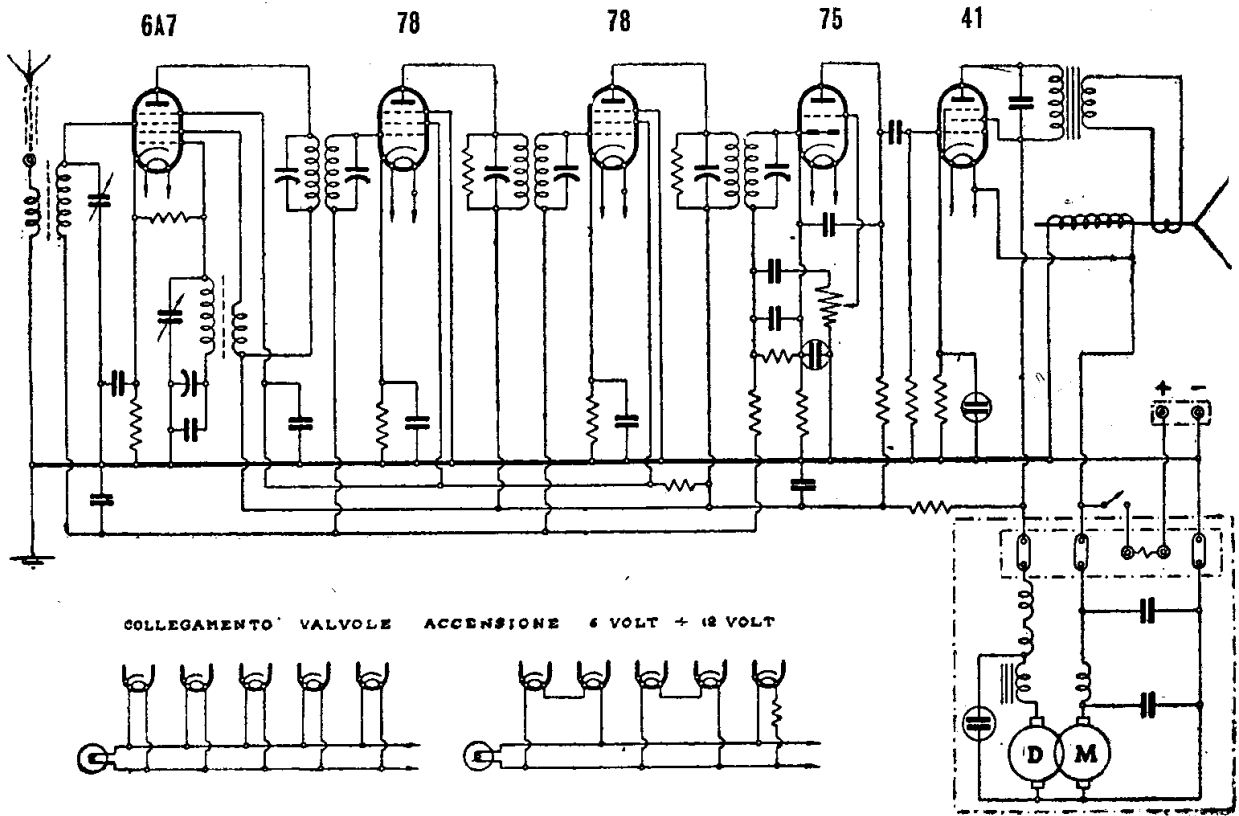 6A7 78 78 75 41
+ -
COLLEGAMENTO VALVOLE ACCENSIONE 6 VOLT ÷ 12 VOLT
D M